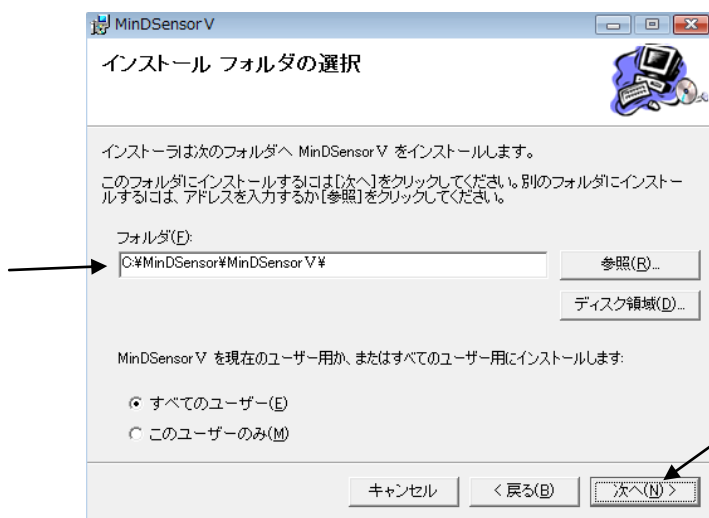 MinDSensorⅤ
インストール フォルダの選択
インストーラは次のフォルダへ MinDSensorⅤ をインストールします。
このフォルダにインストールするには[次へ]をクリックしてください。別のフォルダにインストー
ルするには、アドレスを入力するか[参照]をクリックしてください。
フォルダ(F):
C:¥MinDSensor¥MinDSensorⅤ¥
参照(R)...
ディスク領域(D)...
MinDSensorⅤ を現在のユーザー用か、またはすべてのユーザー用にインストールします:
すべてのユーザー(E)
このユーザーのみ(M)
キャンセル
< 戻る(B)
次へ(N) >